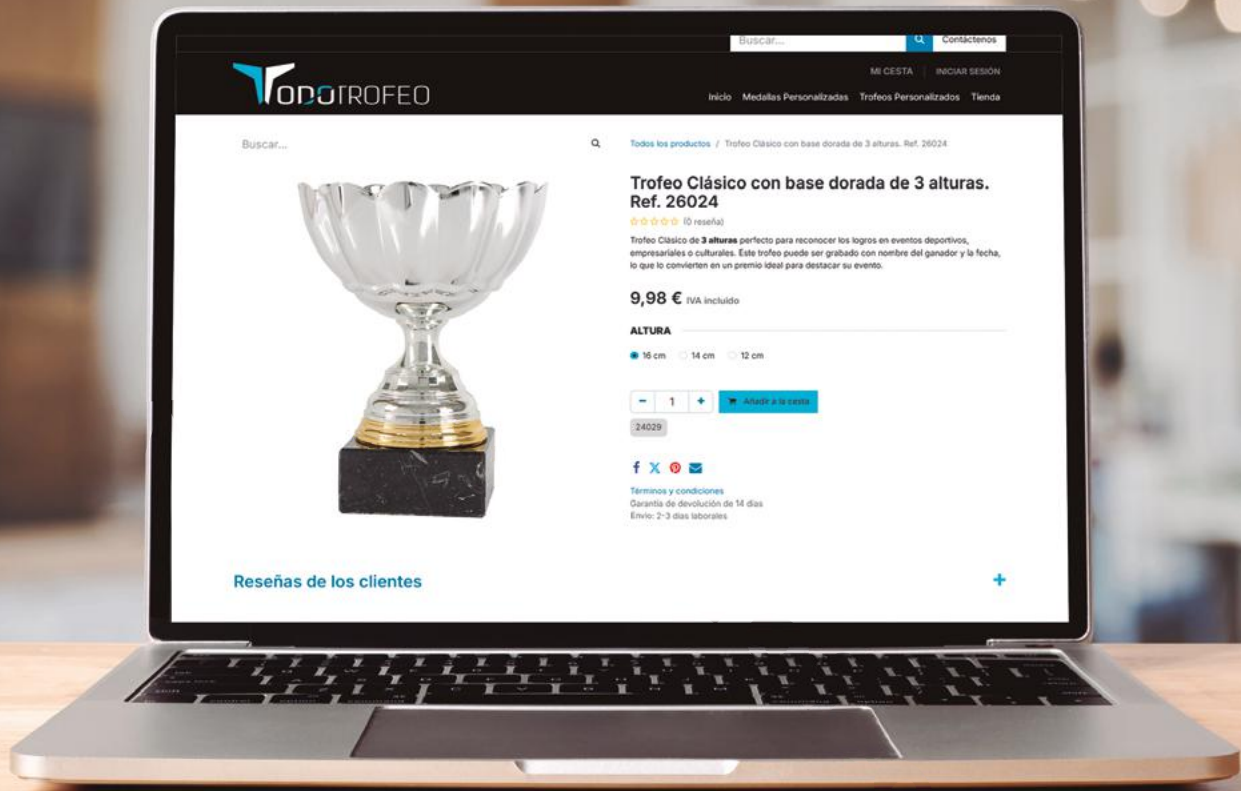 Buscar...
Contáctenos
MI CESTA
INICIAR SESIÓN
TODOTROFEO
Inicio Medallas Personalizadas Trofeos Personalizados Tienda
Buscar...
Todos los productos / Trofeo Clásico con base dorada de 3 alturas. Ref. 26024
Trofeo Clásico con base dorada de 3 alturas.
Ref. 26024
(0 reseña)
Trofeo Clásico de 3 alturas perfecto para reconocer los logros en eventos deportivos,
empresariales o culturales. Este trofeo puede ser grabado con nombre del ganador y la fecha,
lo que lo convierten en un premio ideal para destacar su evento.
9,98 € IVA incluido
ALTURA
16 cm 14 cm 12 cm
- 1 + Añadir a la cesta
24029
Términos y condiciones
Garantía de devolución de 14 días
Envío: 2-3 días laborales
Reseñas de los clientes +